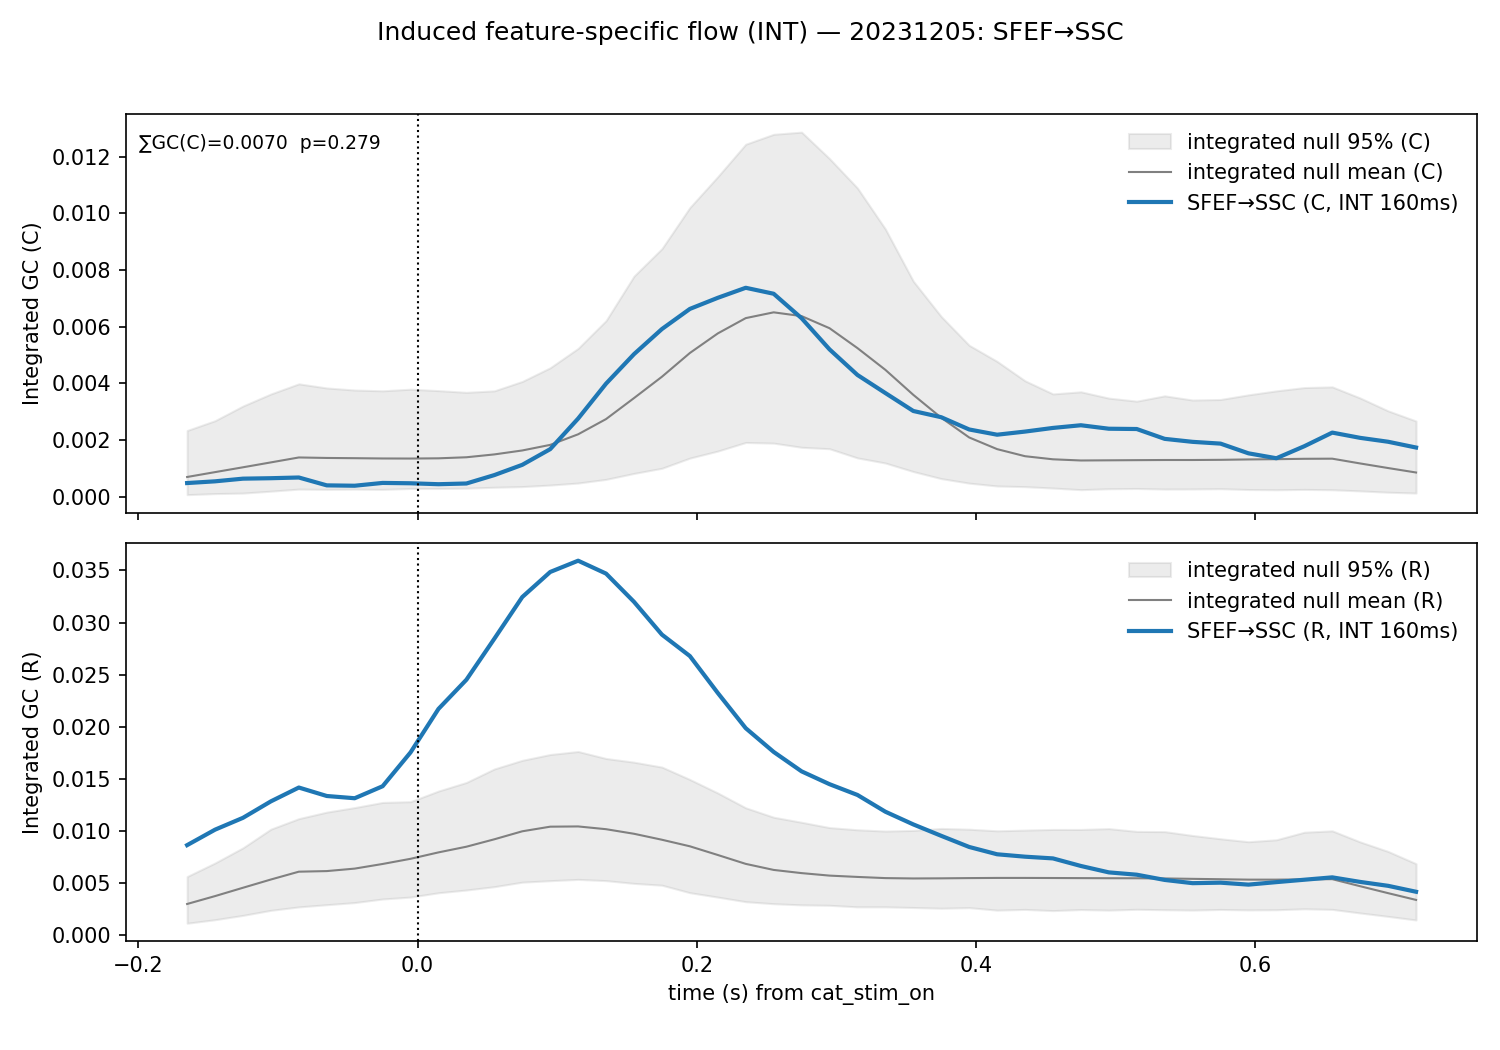 Induced feature-specific flow (INT) — 20231205: SFEF→SSC
∑GC(C)=0.0070  p=0.279
integrated null 95% (C)
integrated null mean (C)
SFEF→SSC (C, INT 160ms)
Integrated GC (C)
0.012
0.010
0.008
0.006
0.004
0.002
0.000
integrated null 95% (R)
integrated null mean (R)
SFEF→SSC (R, INT 160ms)
Integrated GC (R)
0.035
0.030
0.025
0.020
0.015
0.010
0.005
0.000
−0.2 0.0 0.2 0.4 0.6
time (s) from cat_stim_on